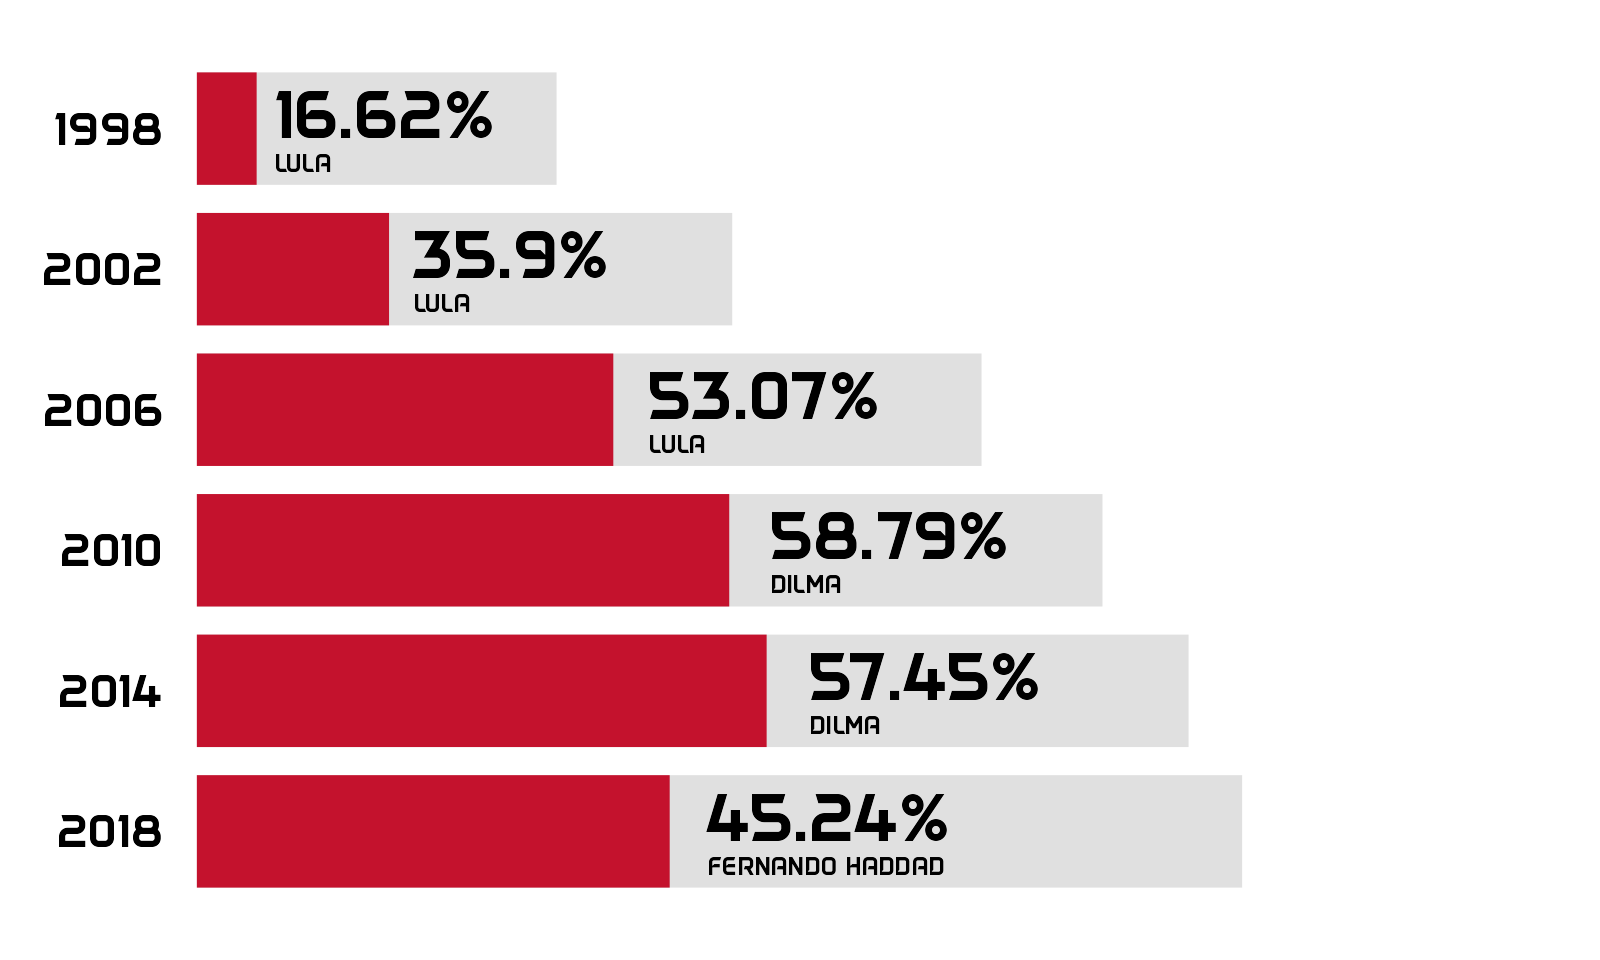 1998
16.62%
LULA
2002
35.9%
LULA
2006
53.07%
LULA
2010
58.79%
DILMA
2014
57.45%
DILMA
2018
45.24%
FERNANDO HADDAD